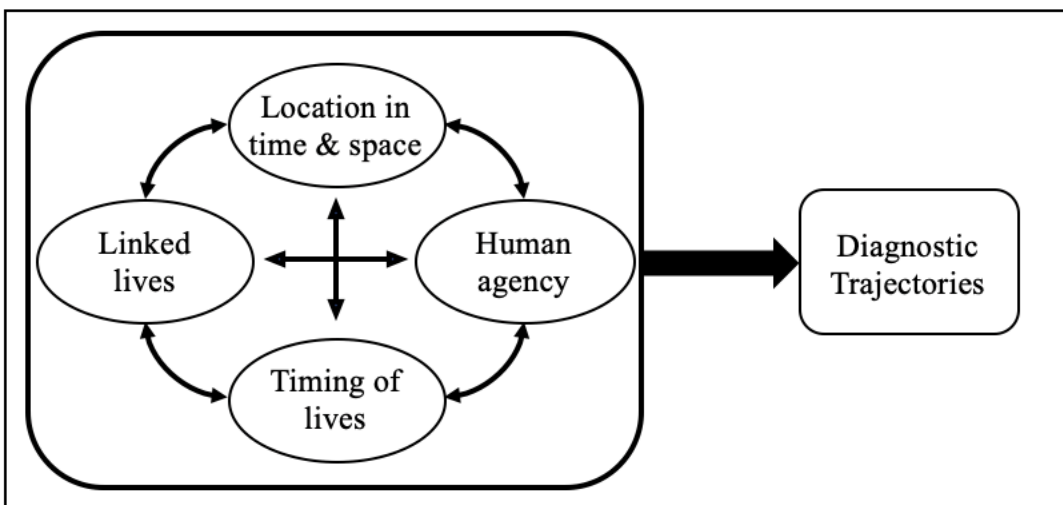 Location in
time & space
Linked
lives
Human
agency
Timing of
lives
Diagnostic
Trajectories